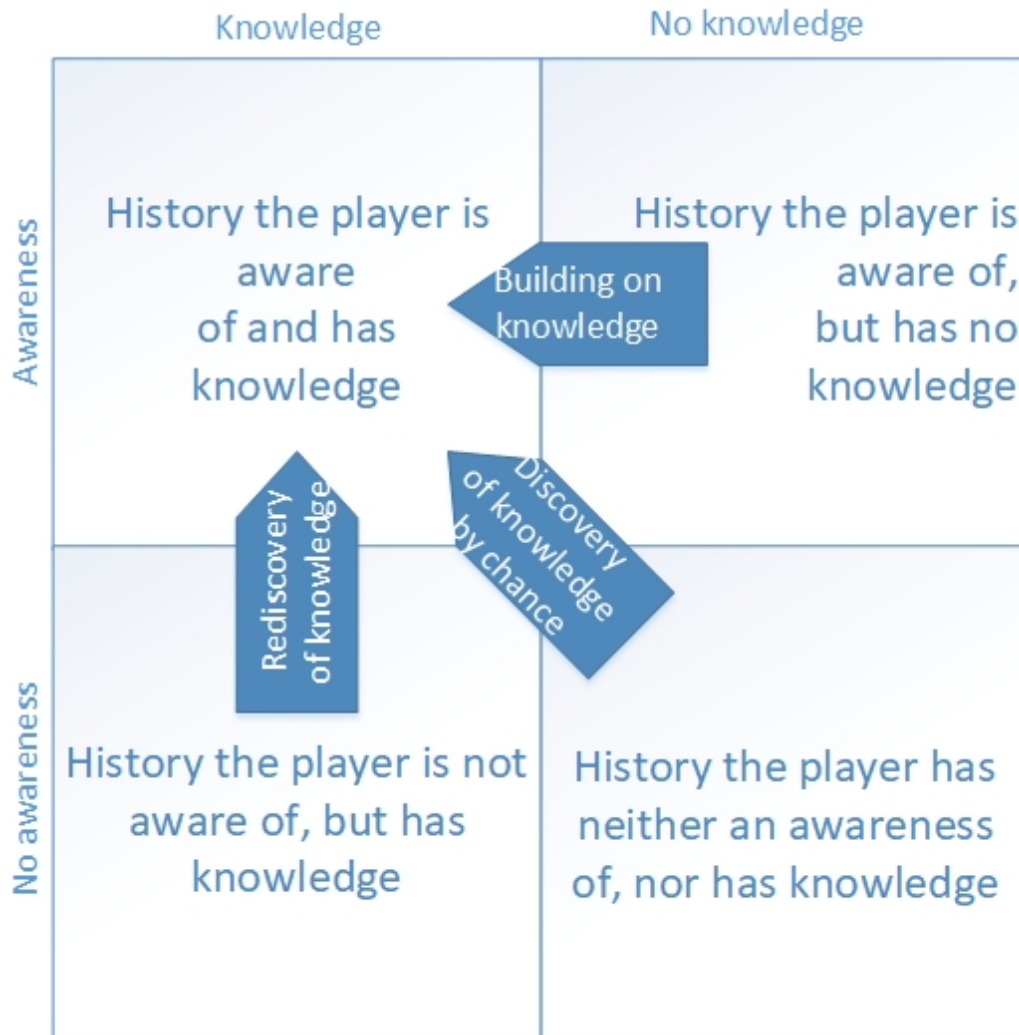 Knowledge
No knowledge
Awareness
History the player is
aware
of and has
knowledge
Building on
knowledge
History the player is
aware of,
but has no
knowledge
Rediscovery
of knowledge
Discovery
of knowledge
by chance
No awareness
History the player is not
aware of, but has
knowledge
History the player has
neither an awareness
of, nor has knowledge